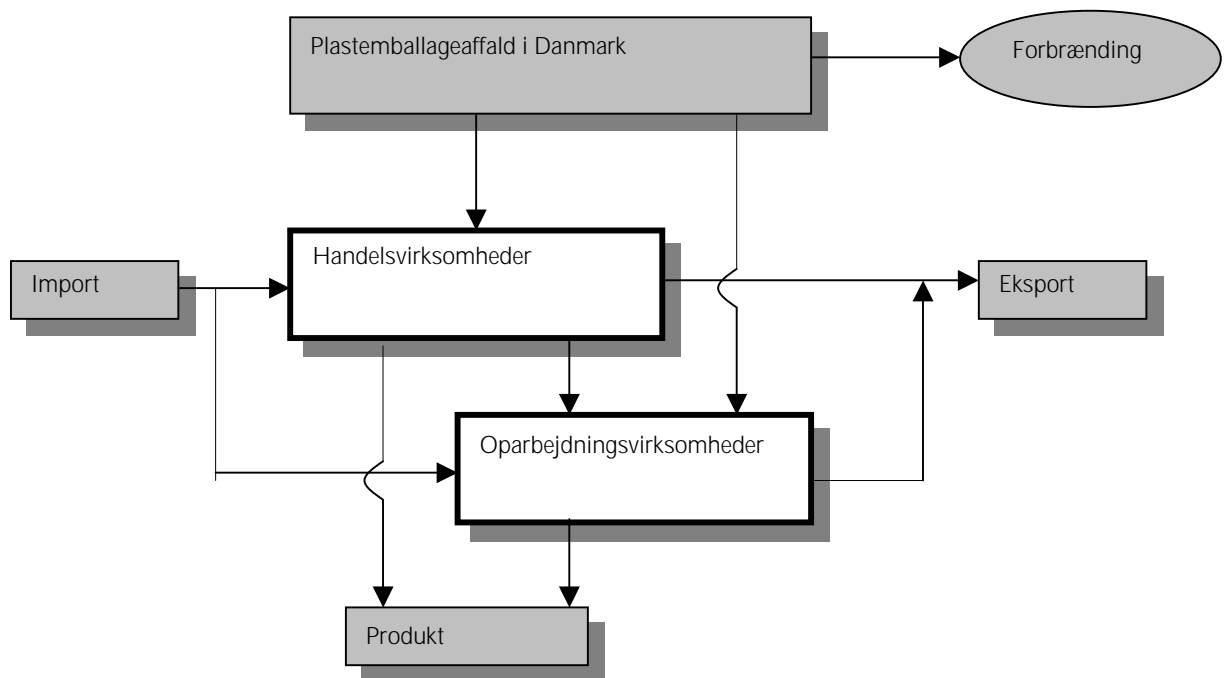 Plastemballageaffald i Danmark
Forbrænding
Handelsvirksomheder
Import
Eksport
Oparbejdningsvirksomheder
Produkt